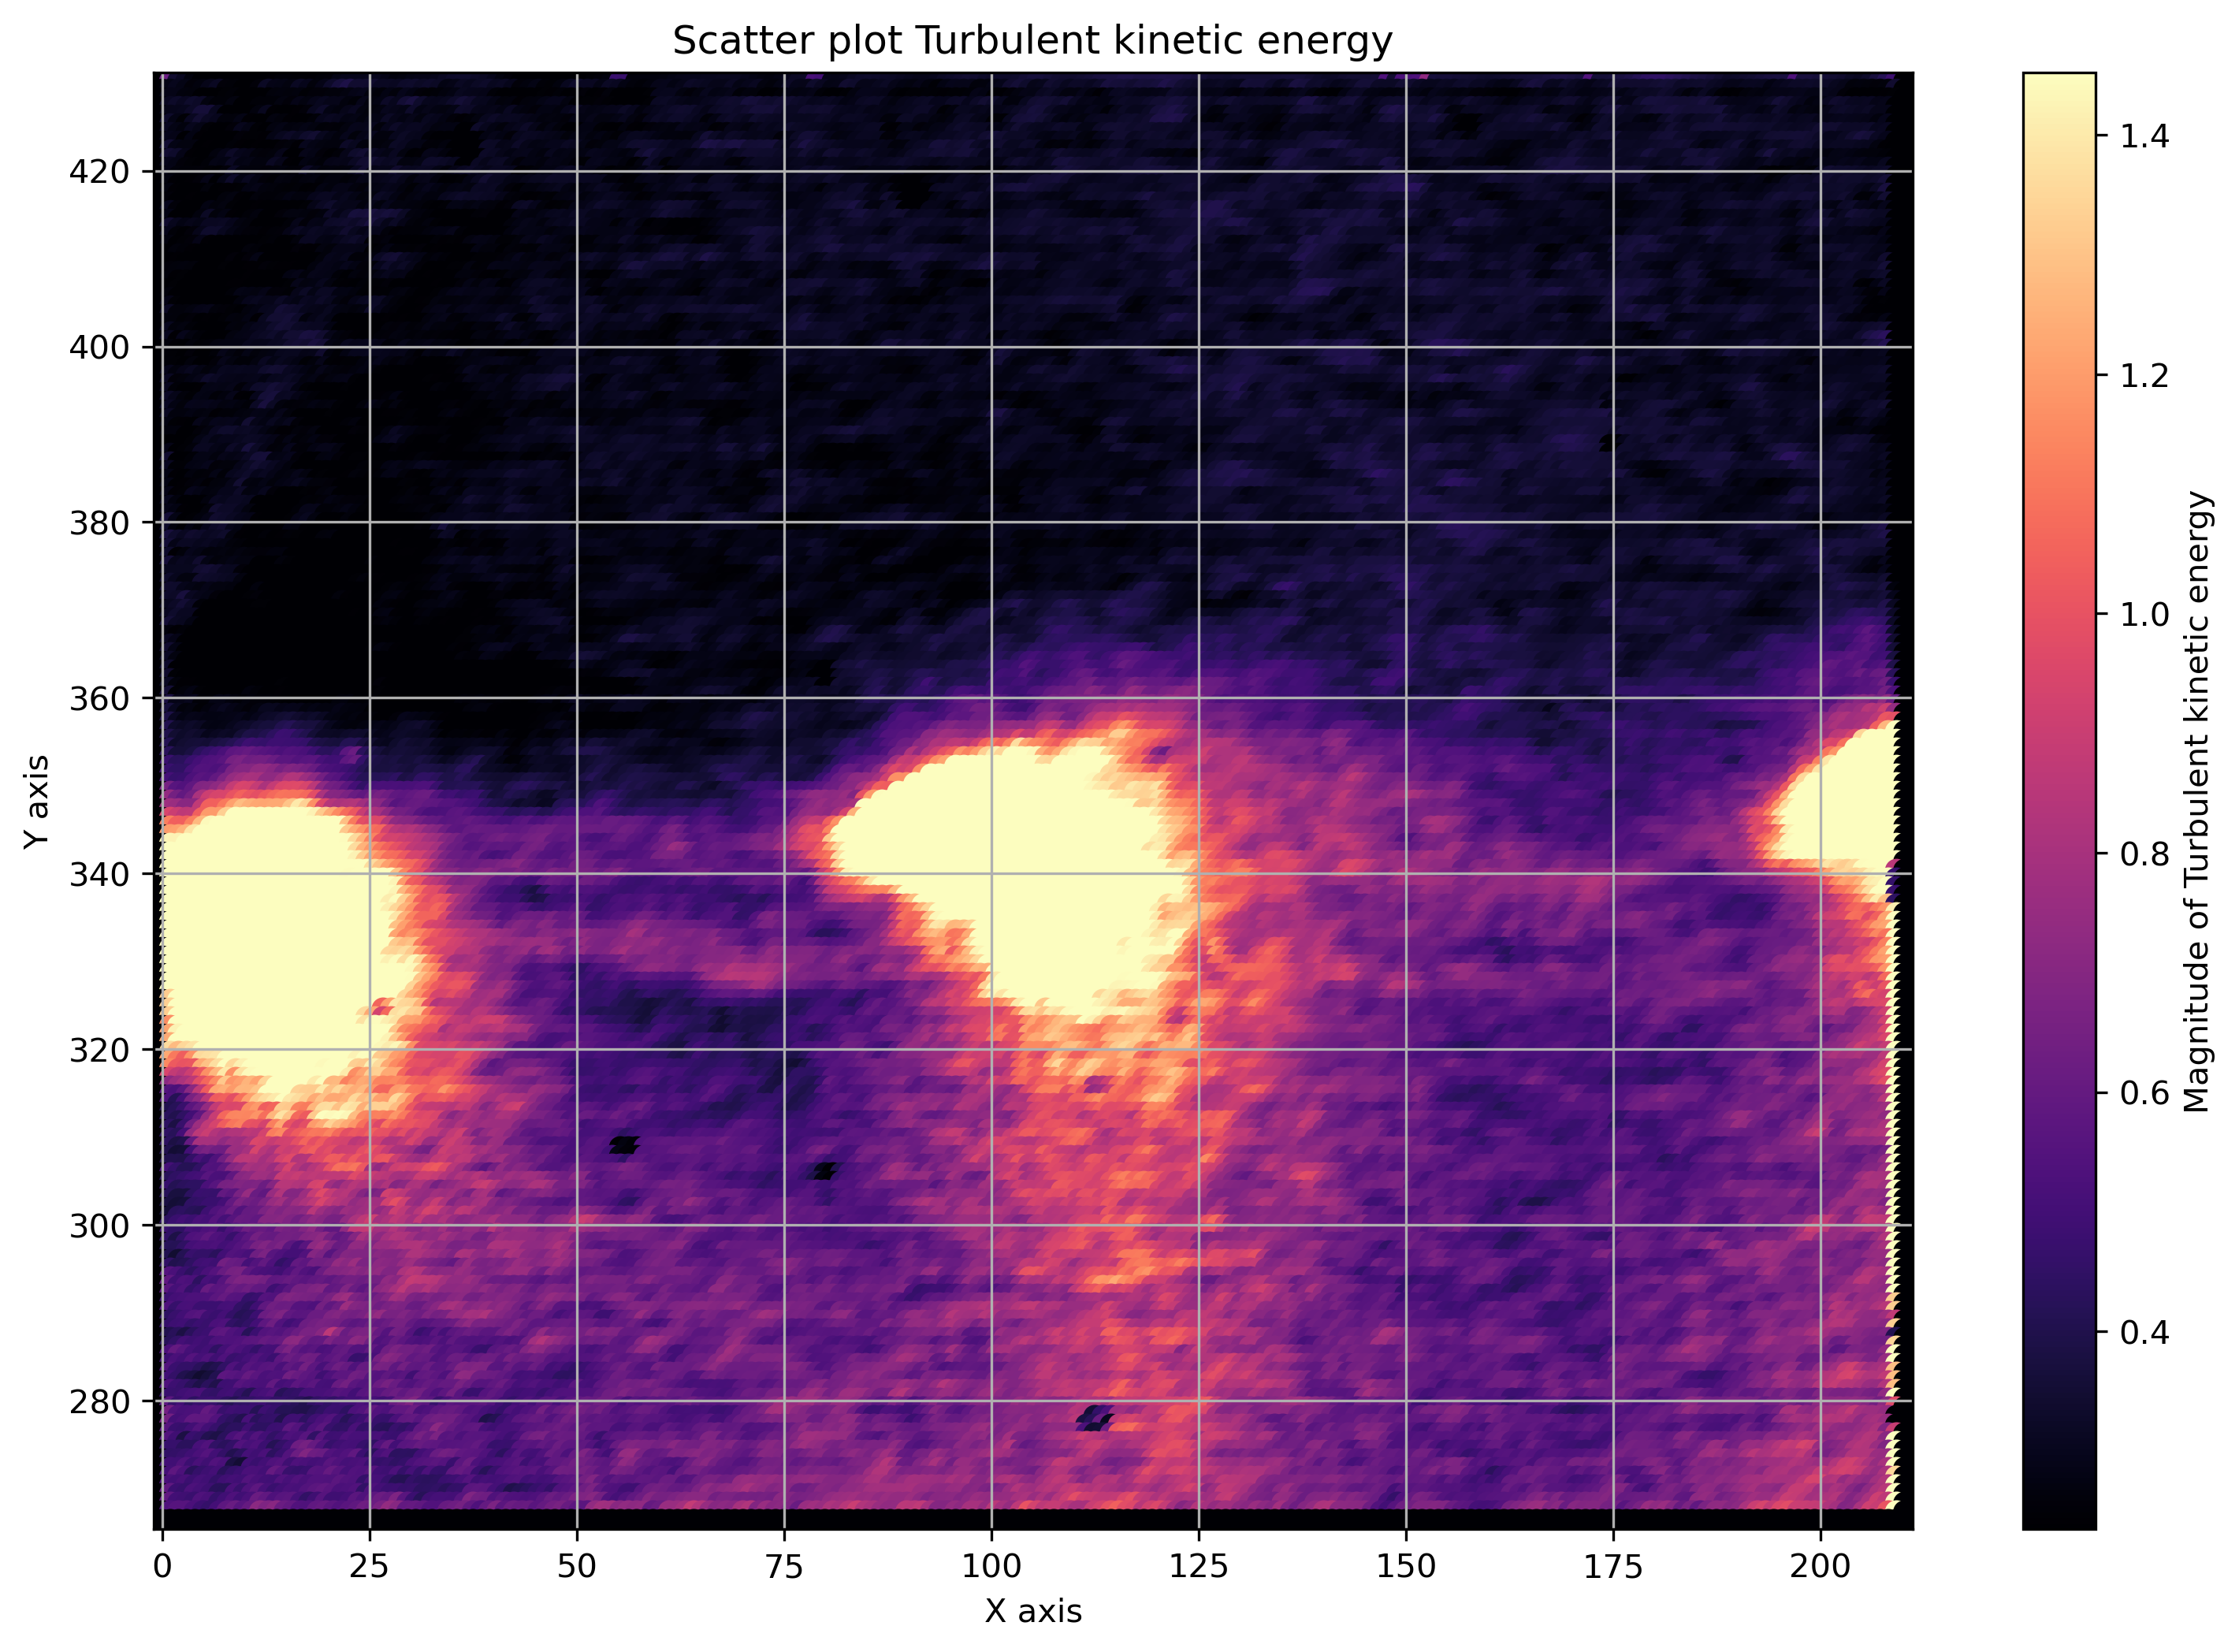 Scatter plot Turbulent kinetic energy
420
400
380
360
340
320
300
280
Y axis
0 25 50 75 100 125 150 175 200
X axis
1.4
1.2
1.0
0.8
0.6
0.4
Magnitude of Turbulent kinetic energy